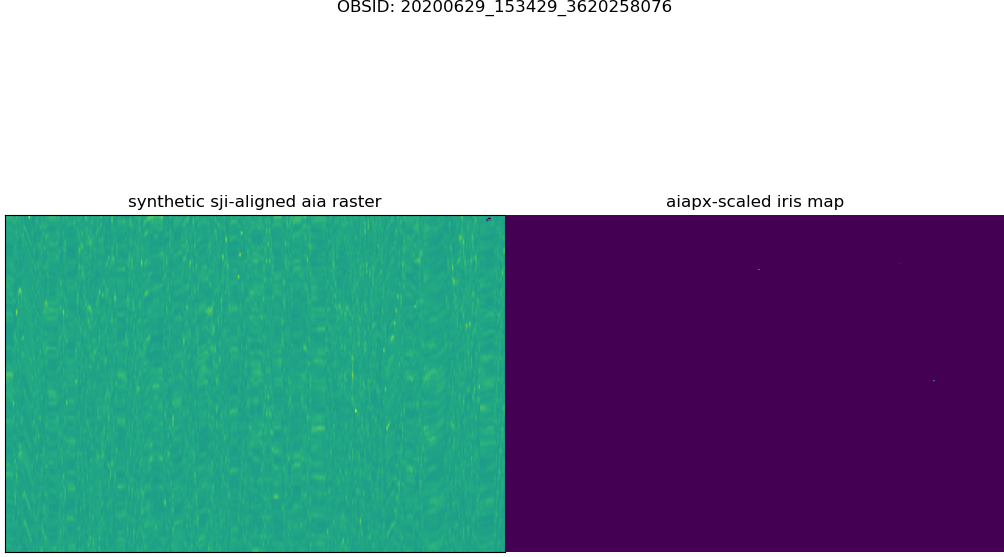 OBSID: 20200629_153429_3620258076
synthetic sji-aligned aia raster
aiapx-scaled iris map